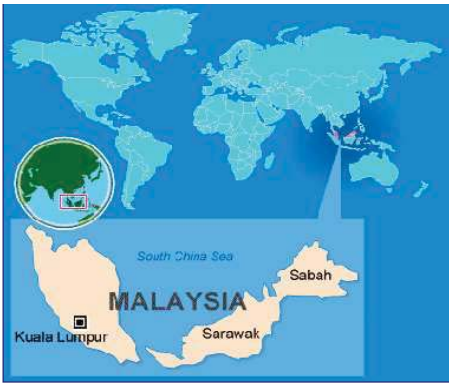 South China Sea
Sabah
MALAYSIA
Kuala Lumpur
Sarawak